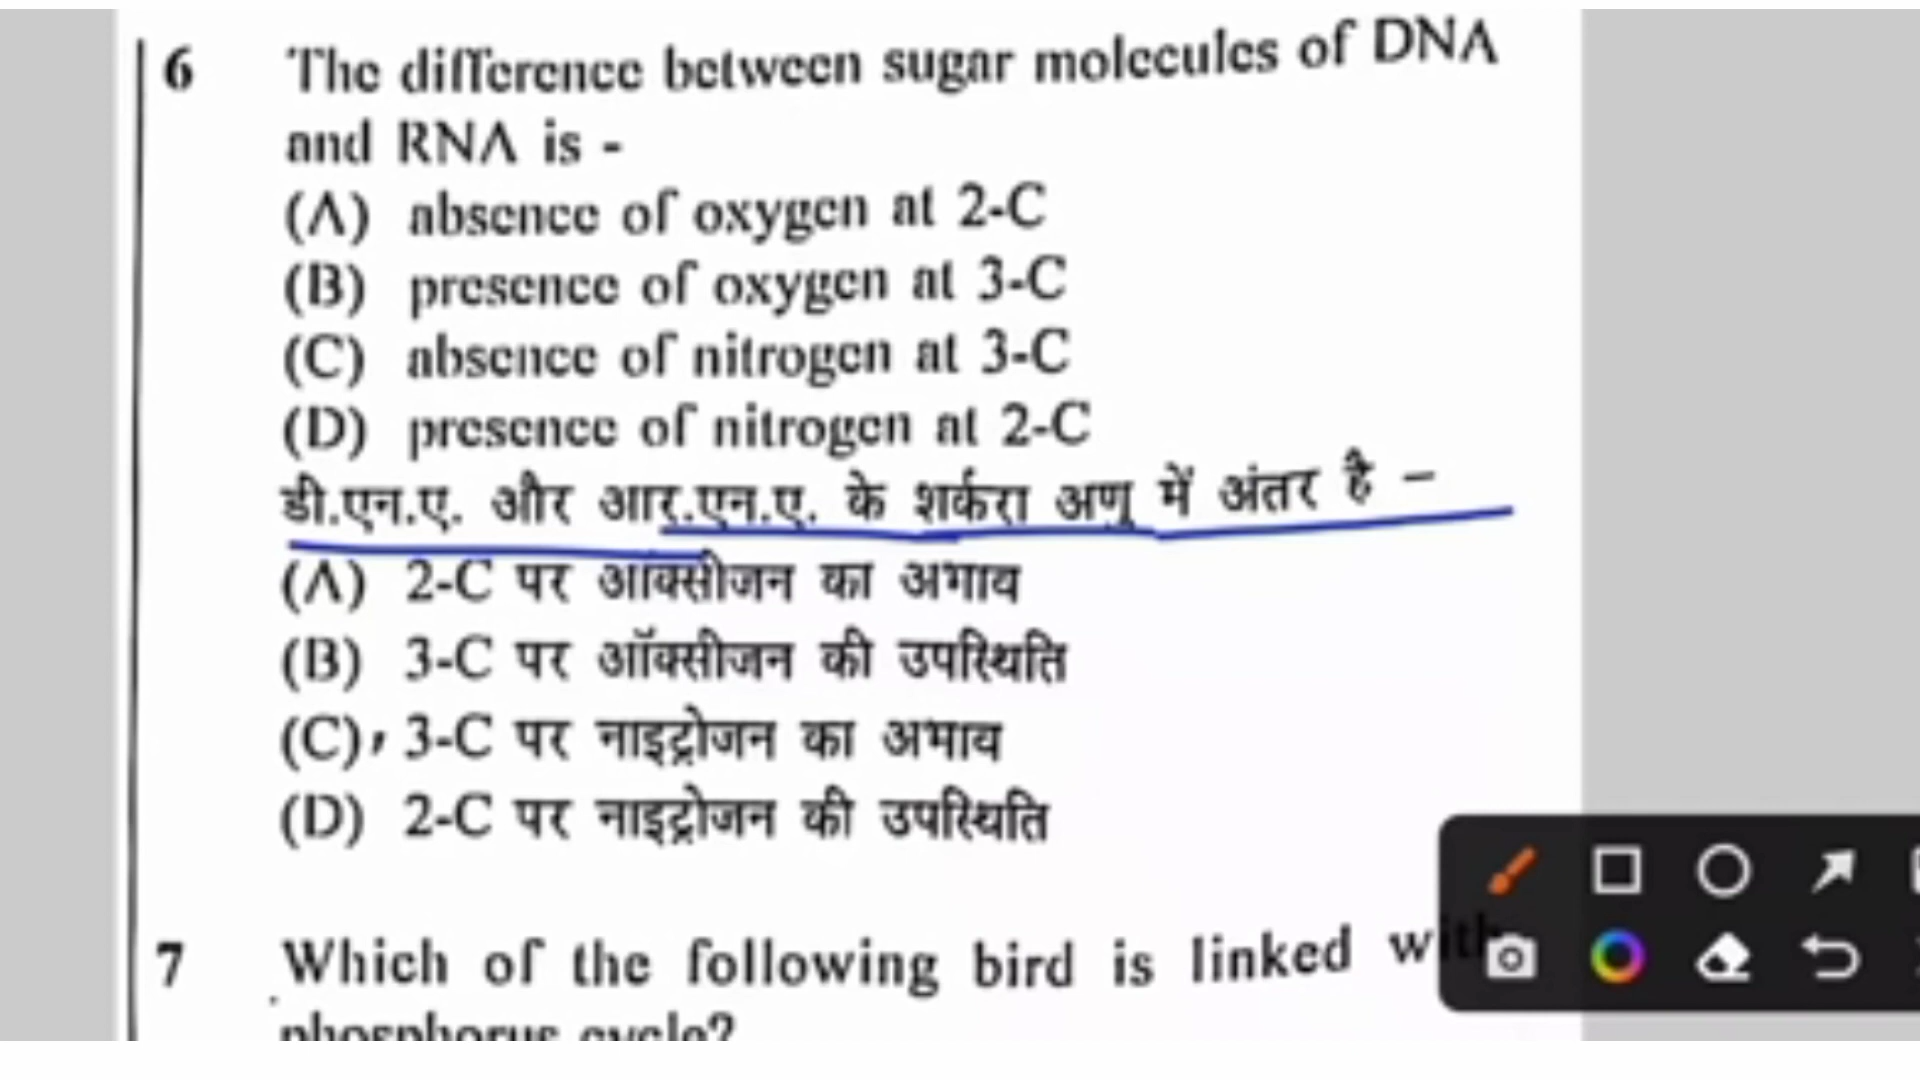 6 The difference between sugar molecules of DNA
and RNA is -
(A) absence of oxygen at 2-C
(B) presence of oxygen at 3-C
(C) absence of nitrogen at 3-C
(D) presence of nitrogen at 2-C
डी.एन.ए. और आर.एन.ए. के शर्करा अणु में अंतर है –
(A) 2-C पर ऑक्सीजन का अभाव
(B) 3-C पर ऑक्सीजन की उपस्थिति
(C) 3-C पर नाइट्रोजन का अभाव
(D) 2-C पर नाइट्रोजन की उपस्थिति
7 Which of the following bird is linked with
phosphorus cycle?